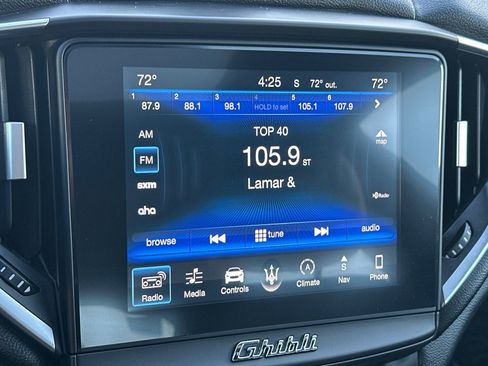 72° 4:25 S 72° out. 72°
1 2 3 4 5 6
87.9 88.1 98.1 HOLD to set 105.1 107.9
AM
TOP 40
FM
105.9 ST
map
sxm
Lamar &
aha
HD Radio
browse tune audio
Radio Media Controls Climate S Nav Phone
A
Ghibli